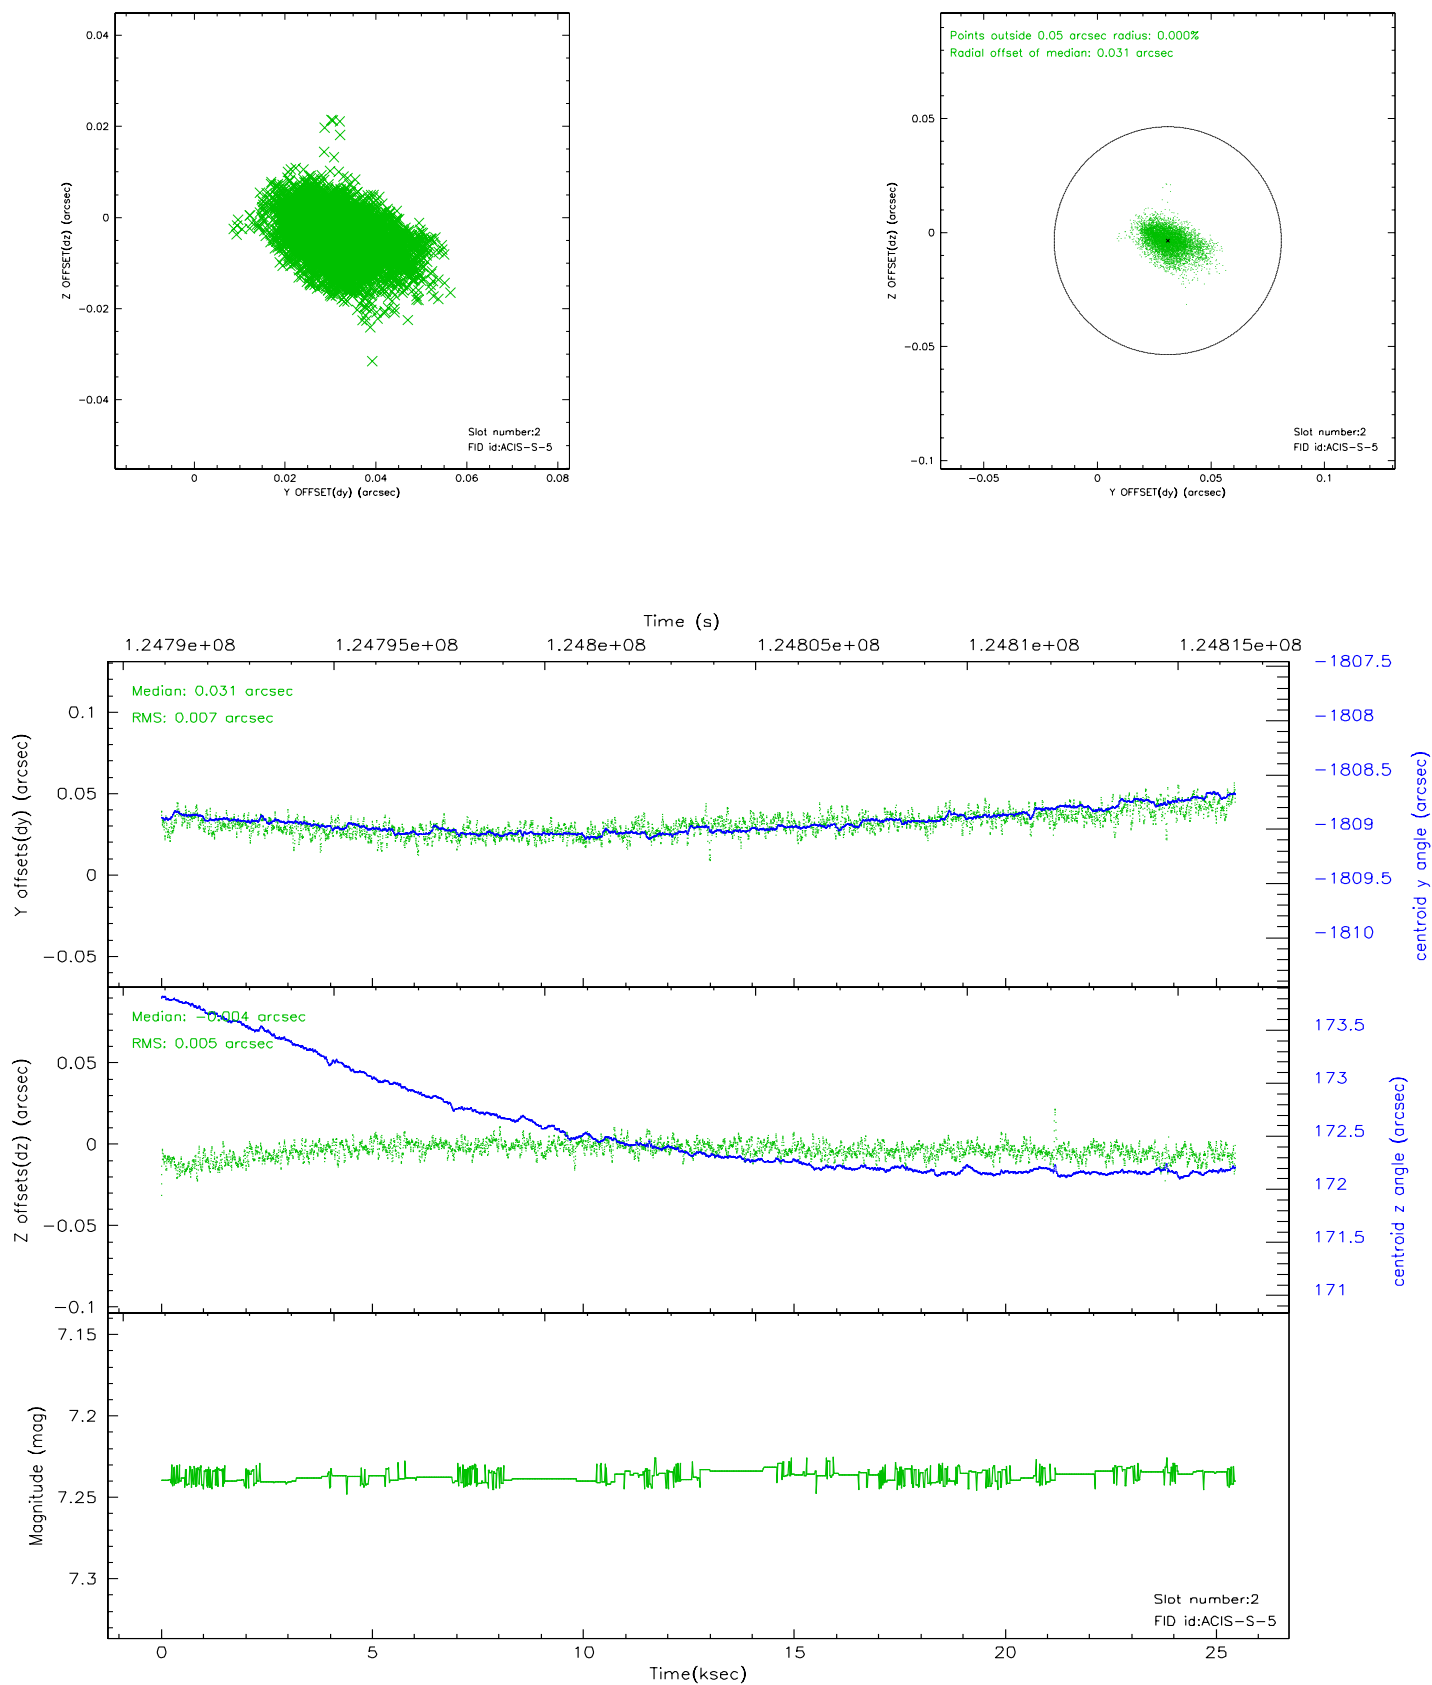 0.04
0.02
0
-0.02
-0.04
Z OFFSET(dz) (arcsec)
Slot number:2
FID id:ACIS-S-5
0 0.02 0.04 0.06 0.08
Y OFFSET(dy) (arcsec)
Points outside 0.05 arcsec radius: 0.000%
Radial offset of median: 0.031 arcsec
0.05
0
-0.05
-0.1
Z OFFSET(dz) (arcsec)
Slot number:2
FID id:ACIS-S-5
-0.05 0 0.05 0.1
Y OFFSET(dy) (arcsec)
Time (s)
1.2479e+08 1.24795e+08 1.248e+08 1.24805e+08 1.2481e+08 1.24815e+08
Median: 0.031 arcsec
RMS: 0.007 arcsec
0.1
0.05
0
-0.05
Y offsets(dy) (arcsec)
-1807.5
-1808
-1808.5
-1809
-1809.5
-1810
centroid y angle (arcsec)
Median: -0.004 arcsec
RMS: 0.005 arcsec
0.05
0
-0.05
-0.1
Z offsets(dz) (arcsec)
173.5
173
172.5
172
171.5
171
centroid z angle (arcsec)
7.15
7.2
7.25
7.3
Magnitude (mag)
Slot number:2
FID id:ACIS-S-5
0 5 10 15 20 25
Time(ksec)